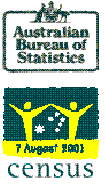 Australian
Bureau of
Statistics
7 August 2001
census